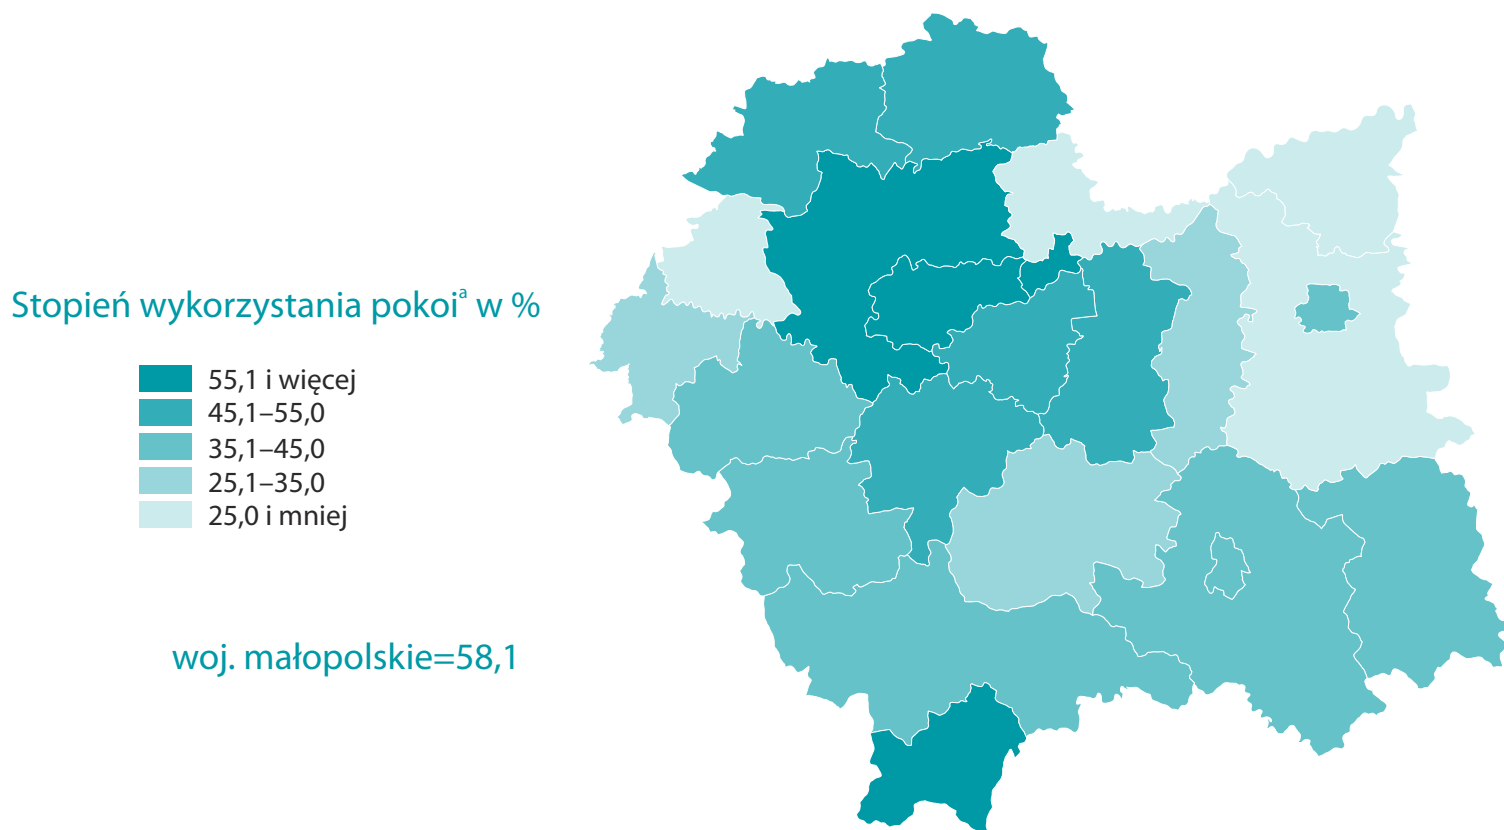 Stopień wykorzystania pokoiª w %
55,1 i więcej
45,1–55,0
35,1–45,0
25,1–35,0
25,0 i mniej
woj. małopolskie=58,1